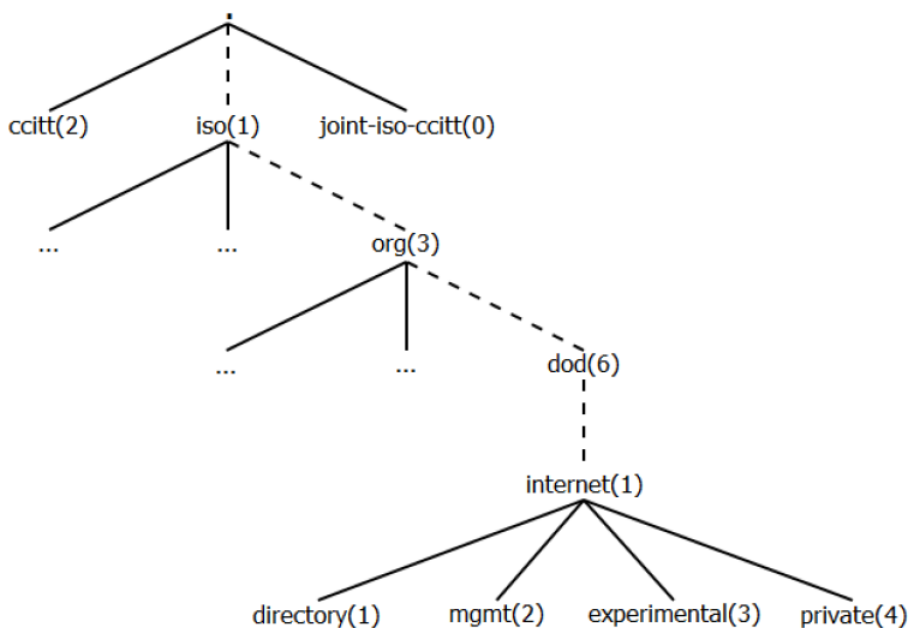 .
ccitt(2) iso(1) joint-iso-ccitt(0)
... ... org(3)
... ... dod(6)
internet(1)
directory(1) mgmt(2) experimental(3) private(4)